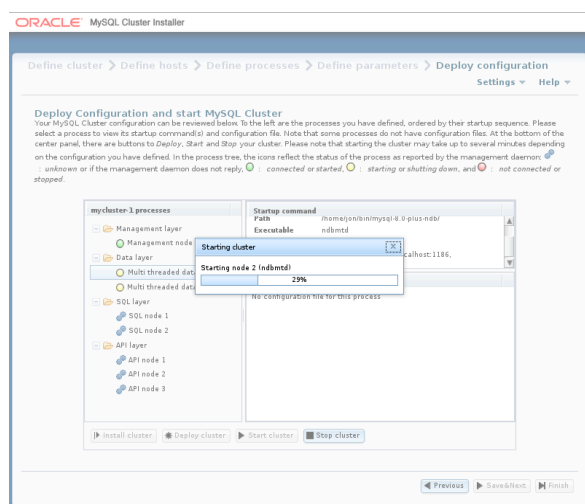 ORACLE MySQL Cluster Installer
Define cluster > Define hosts > Define processes > Define parameters > Deploy configuration
Settings Help
Deploy Configuration and start MySQL Cluster
Your MySQL Cluster configuration can be reviewed below. To the left are the processes you have defined, ordered by their startup sequence. Please
select a process to view its startup command(s) and configuration file. Note that some processes do not have configuration files. At the bottom of the
center panel, there are buttons to Deploy, Start and Stop your cluster. Please note that starting the cluster may take up to several minutes depending
on the configuration you have defined. In the process tree, the icons reflect the status of the process as reported by the management daemon:
: unknown or if the management daemon does not reply, : connected or started, : starting or shutting down, and : not connected or
stopped.
mycluster-1 processes
Management layer
Management node
Data layer
Multi threaded dat
Multi threaded dat
SQL layer
SQL node 1
SQL node 2
API layer
API node 1
API node 2
API node 3
Startup command
Path /home/jon/bin/mysql-8.0-plus-ndb/
Executable ndbmtd
calhost:1186,
No configuration file for this process
Starting cluster
Starting node 2 (ndbmtd)
29%
Install cluster Deploy cluster Start cluster Stop cluster
Previous Save&Next Finish